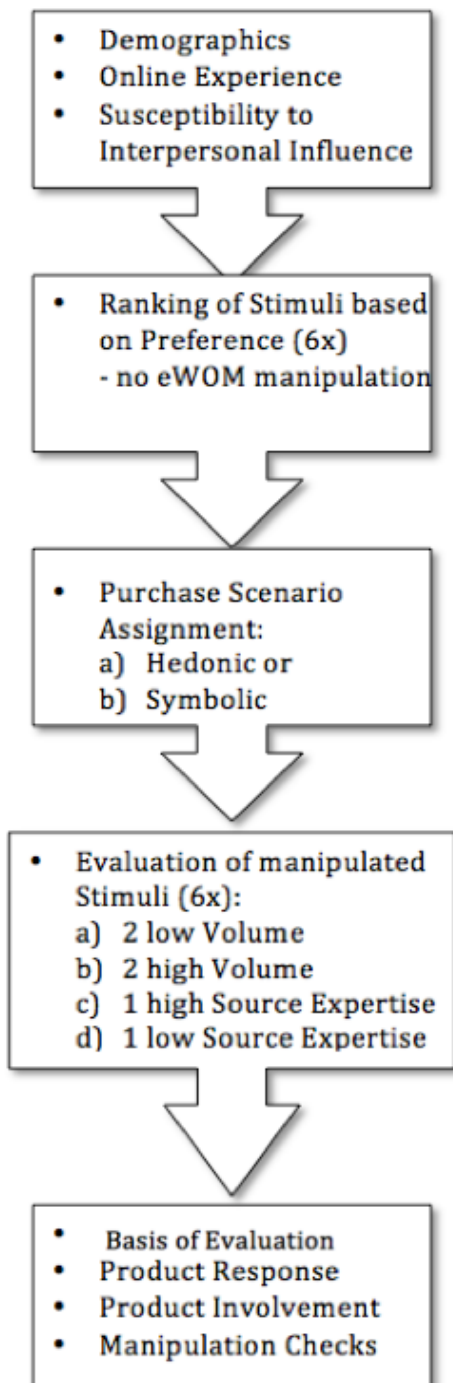 • Demographics
• Online Experience
• Susceptibility to
Interpersonal Influence
• Ranking of Stimuli based
on Preference (6x)
- no eWOM manipulation
• Purchase Scenario
Assignment:
a) Hedonic or
b) Symbolic
• Evaluation of manipulated
Stimuli (6x):
a) 2 low Volume
b) 2 high Volume
c) 1 high Source Expertise
d) 1 low Source Expertise
• Basis of Evaluation
• Product Response
• Product Involvement
• Manipulation Checks